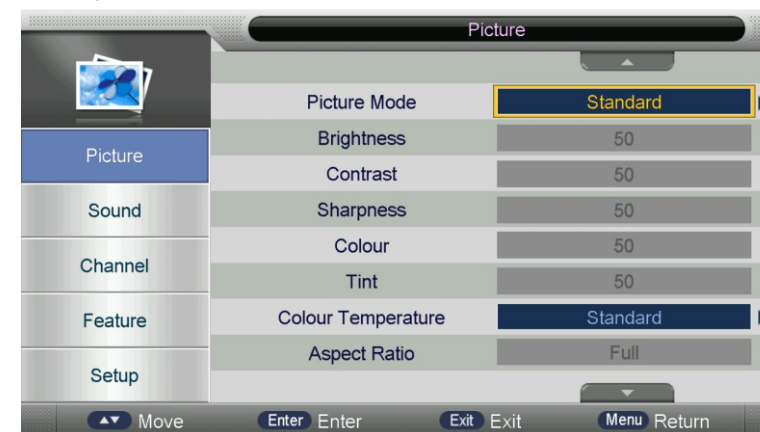 Picture
Picture
Sound
Channel
Feature
Setup
Picture Mode Standard
Brightness 50
Contrast 50
Sharpness 50
Colour 50
Tint 50
Colour Temperature Standard
Aspect Ratio Full
Move Enter Enter Exit Exit Menu Return